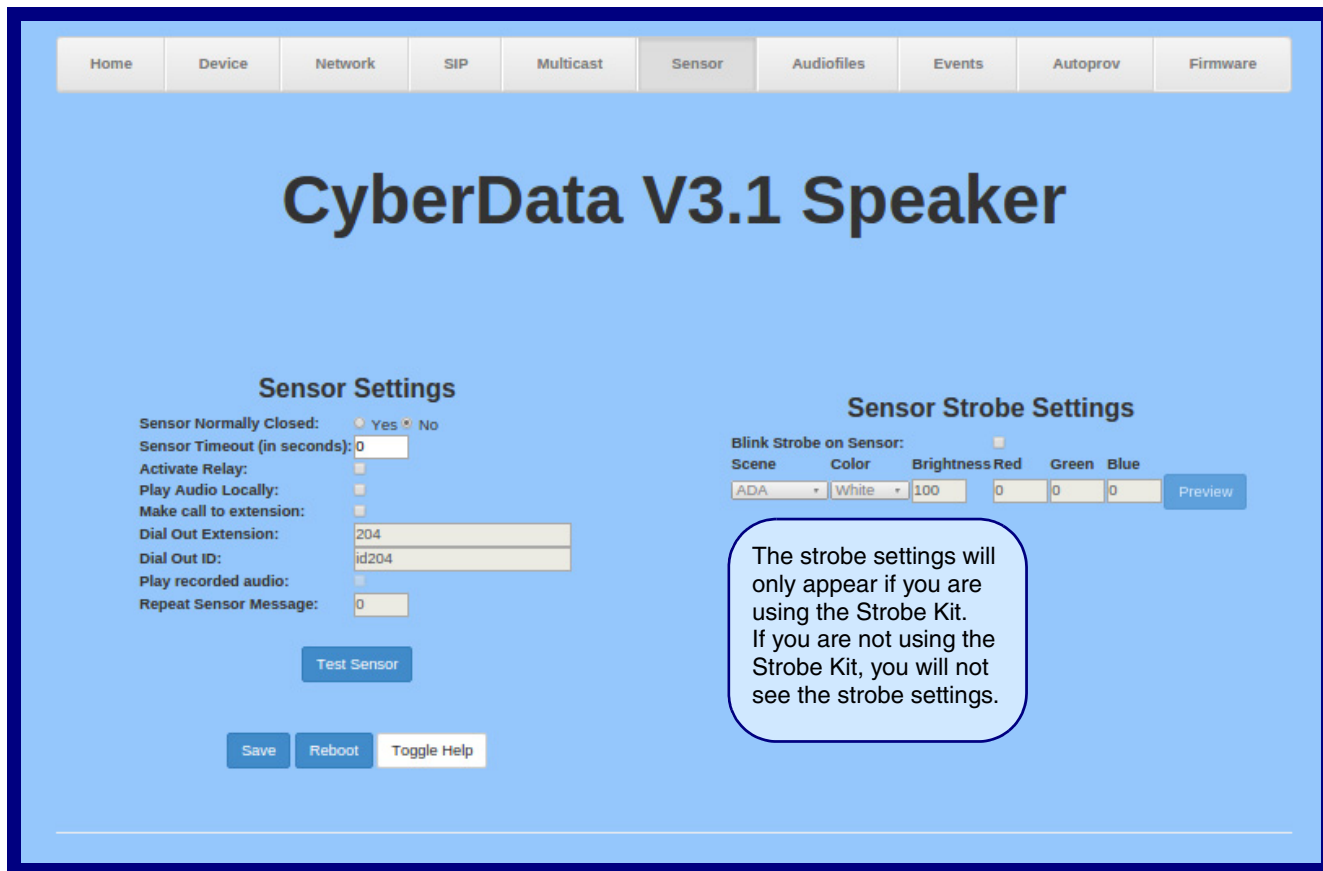 Home Device Network SIP Multicast Sensor Audiofiles Events Autoprov Firmware
CyberData V3.1 Speaker
Sensor Settings
Sensor Normally Closed: Yes No
Sensor Timeout (in seconds): 0
Activate Relay:
Play Audio Locally:
Make call to extension:
Dial Out Extension: 204
Dial Out ID: id204
Play recorded audio:
Repeat Sensor Message: 0
Test Sensor
Save Reboot Toggle Help
Sensor Strobe Settings
Blink Strobe on Sensor:
Scene Color Brightness Red Green Blue
ADA White 100 0 0 0 Preview
The strobe settings will
only appear if you are
using the Strobe Kit.
If you are not using the
Strobe Kit, you will not
see the strobe settings.